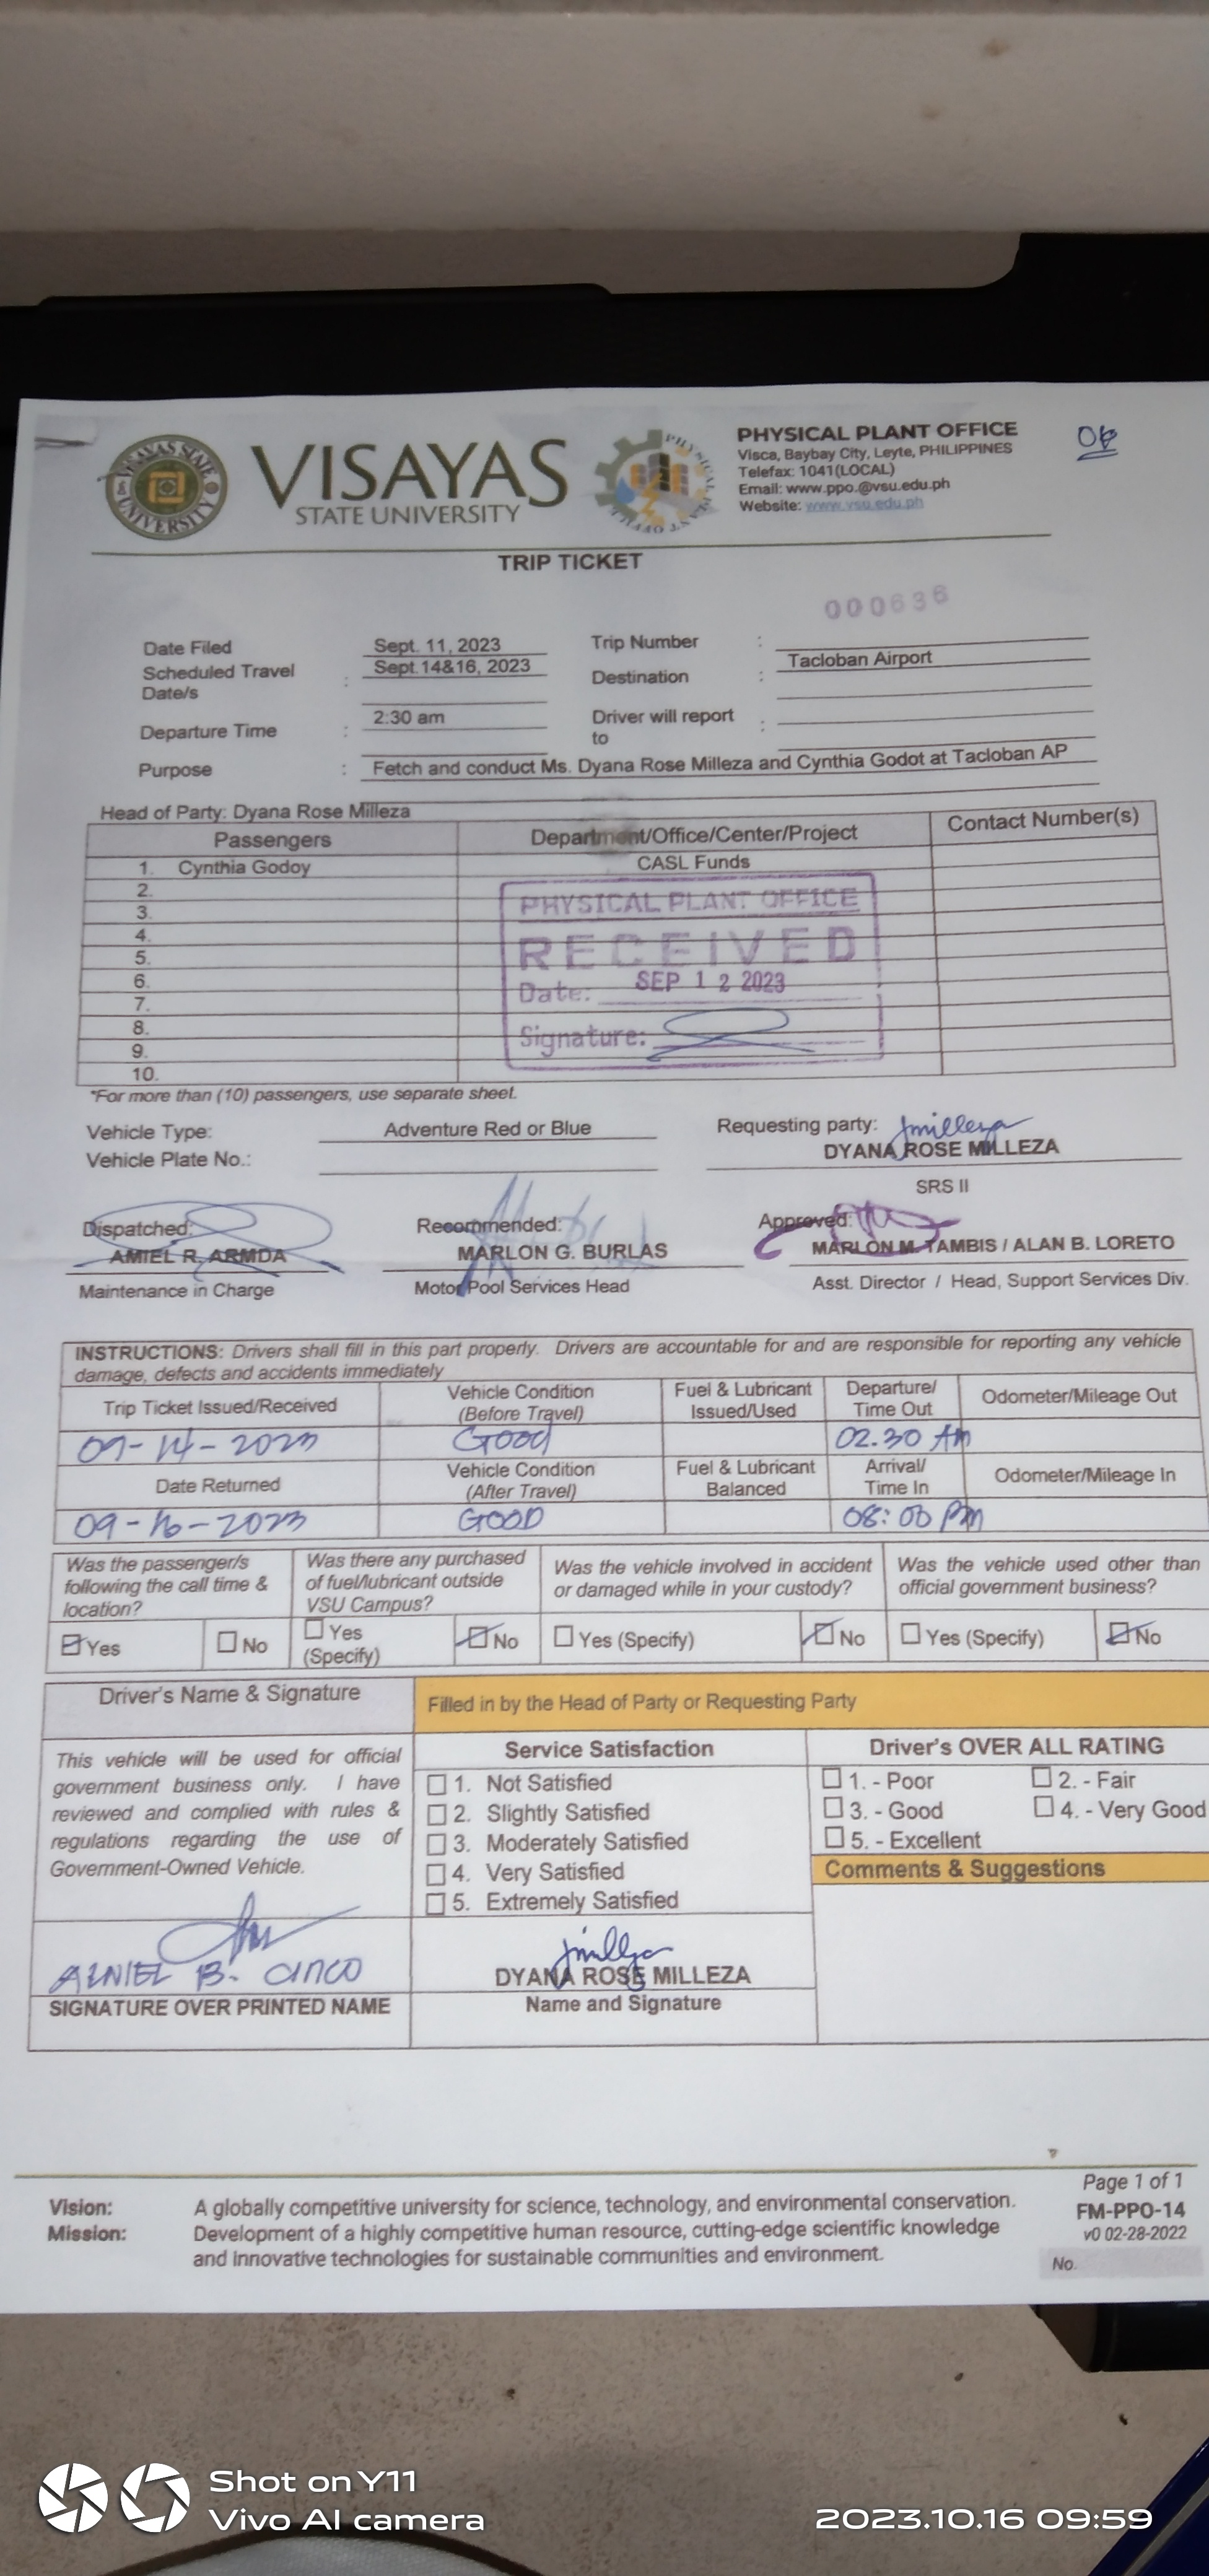 VISAYAS STATE UNIVERSITY
VISAYAS
STATE UNIVERSITY
PHYSICAL PLANT OFFICE
Visca, Baybay City, Leyte, PHILIPPINES
Telefax: 1041(LOCAL)
Email: www.ppo.@vsu.edu.ph
Website: www.vsu.edu.ph
OK
TRIP TICKET
000636
Date Filed Sept. 11, 2023 Trip Number :
Scheduled Travel Date/s : Sept.14&16, 2023 Destination : Tacloban Airport
Departure Time : 2:30 am Driver will report to :
Purpose : Fetch and conduct Ms. Dyana Rose Milleza and Cynthia Godot at Tacloban AP
Head of Party: Dyana Rose Milleza
Passengers Department/Office/Center/Project Contact Number(s)
1. Cynthia Godoy CASL Funds
2.
3.
4.
5.
6.
7.
8.
9.
10.
PHYSICAL PLANT OFFICE
RECEIVED
Date: SEP 12 2023
Signature:
*For more than (10) passengers, use separate sheet.
Vehicle Type: Adventure Red or Blue Requesting party:
Vehicle Plate No.: DYANA ROSE MILLEZA
SRS II
Dispatched: Recommended: Approved:
AMIEL R. ARMDA MARLON G. BURLAS MARLON M. TAMBIS / ALAN B. LORETO
Maintenance in Charge Motor Pool Services Head Asst. Director / Head, Support Services Div.
INSTRUCTIONS: Drivers shall fill in this part properly. Drivers are accountable for and are responsible for reporting any vehicle
damage, defects and accidents immediately
Trip Ticket Issued/Received Vehicle Condition (Before Travel) Fuel & Lubricant Issued/Used Departure/ Time Out Odometer/Mileage Out
09-14-2023 Good 02.30 AM
Date Returned Vehicle Condition (After Travel) Fuel & Lubricant Balanced Arrival/ Time In Odometer/Mileage In
09-16-2023 GOOD 08:00 PM
Was the passenger/s following the call time & location? Was there any purchased of fuel/lubricant outside VSU Campus? Was the vehicle involved in accident or damaged while in your custody? Was the vehicle used other than official government business?
Yes No Yes (Specify) No Yes (Specify) No Yes (Specify) No
Driver's Name & Signature Filled in by the Head of Party or Requesting Party
This vehicle will be used for official
government business only. I have
reviewed and complied with rules &
regulations regarding the use of
Government-Owned Vehicle.
Service Satisfaction
1. Not Satisfied
2. Slightly Satisfied
3. Moderately Satisfied
4. Very Satisfied
5. Extremely Satisfied
Driver's OVER ALL RATING
1. - Poor 2. - Fair
3. - Good 4. - Very Good
5. - Excellent
Comments & Suggestions
B. CINCO
SIGNATURE OVER PRINTED NAME
DYANA ROSE MILLEZA
Name and Signature
Page 1 of 1
FM-PPO-14
v0 02-28-2022
No.
Vision: A globally competitive university for science, technology, and environmental conservation.
Mission: Development of a highly competitive human resource, cutting-edge scientific knowledge
and innovative technologies for sustainable communities and environment.
Shot on Y11
Vivo AI camera
2023.10.16 09:59